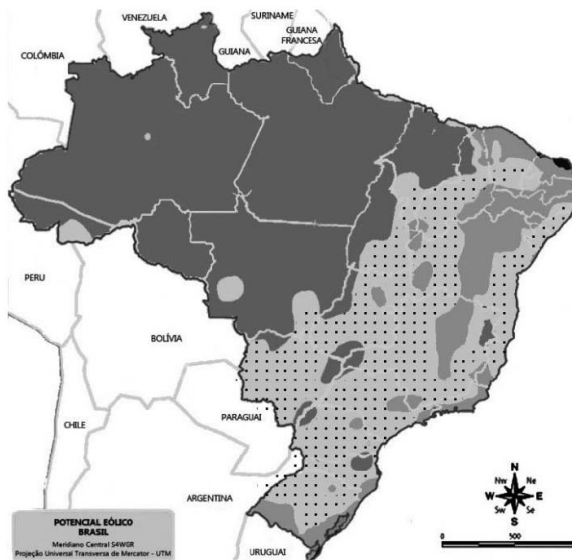 VENEZUELA
SURINAME
GUIANA
FRANCESA
COLÔMBIA
GUIANA
PERU
BOLÍVIA
PARAGUAI
CHILE
ARGENTINA
URUGUAI
N
Nw Ne
W E
Sw Se
S
0 500
POTENCIAL EÓLICO
BRASIL
Meridiano Central 54WGR
Projeção Universal Transversa de Mercator - UTM